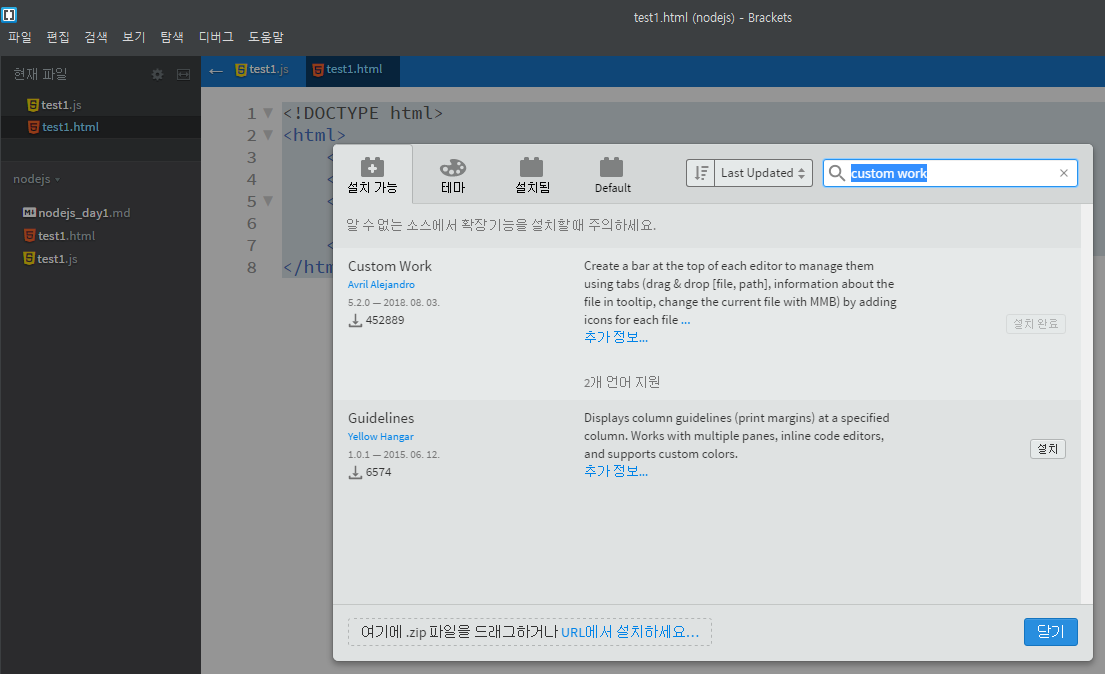 test1.html (nodejs) - Brackets
파일 편집 검색 보기 탐색 디버그 도움말
현재 파일
test1.js
test1.html
nodejs
nodejs_day1.md
test1.html
test1.js
← test1.js test1.html
1 <!DOCTYPE html>
2 <html>
3 <
4 <
5 <
6
7 <
8 </htm
설치 가능 테마 설치됨 Default Last Updated custom work ×
알 수 없는 소스에서 확장기능을 설치할때 주의하세요.
Custom Work
Avril Alejandro
5.2.0 — 2018. 08. 03.
452889
Create a bar at the top of each editor to manage them
using tabs (drag & drop [file, path], information about the
file in tooltip, change the current file with MMB) by adding
icons for each file ...
추가 정보...
2개 언어 지원
설치 완료
Guidelines
Yellow Hangar
1.0.1 — 2015. 06. 12.
6574
Displays column guidelines (print margins) at a specified
column. Works with multiple panes, inline code editors,
and supports custom colors.
추가 정보...
설치
여기에 .zip 파일을 드래그하거나 URL에서 설치하세요...
닫기